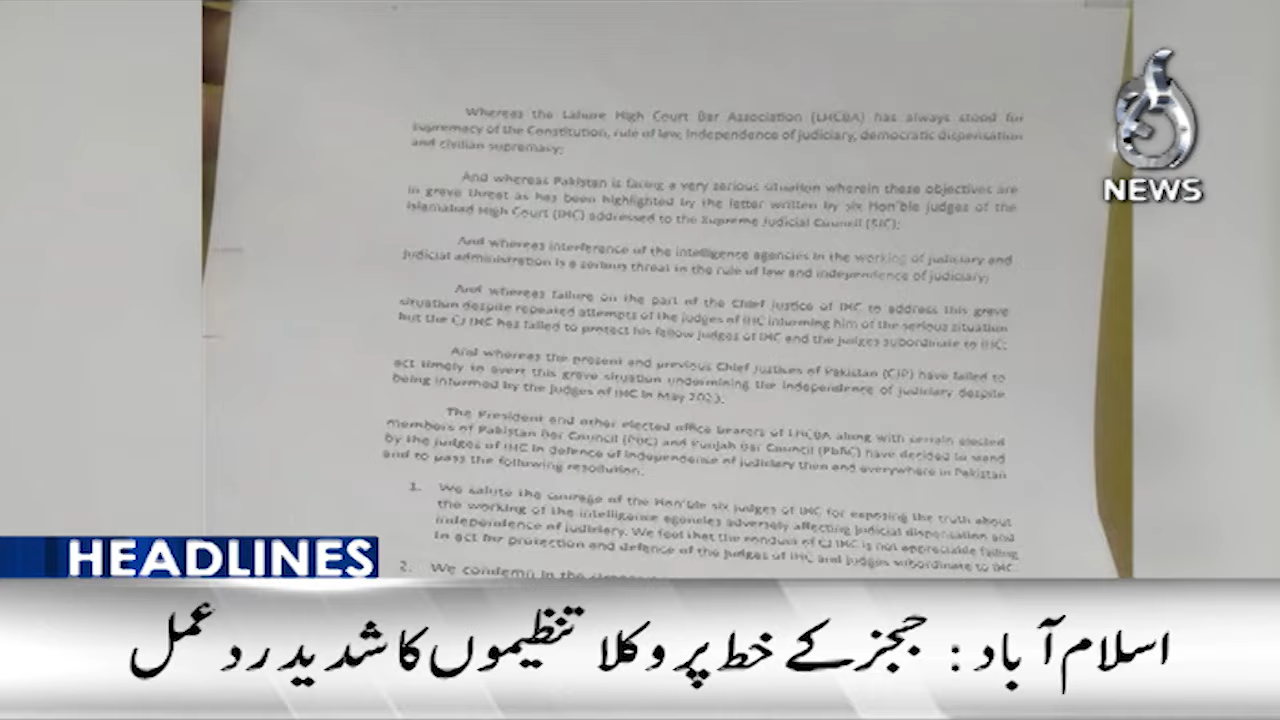 Whereas the Lahore High Court Bar Association (LHCBA) has always stood for
supremacy of the Constitution, rule of law, independence of judiciary, democratic dispensation
and civilian supremacy;
And whereas Pakistan is facing a very serious situation wherein these objectives are
in grave threat as has been highlighted by the letter written by six Hon'ble judges of the
Islamabad High Court (IHC) addressed to the Supreme Judicial Council (SJC);
And whereas interference of the intelligence agencies in the working of judiciary and
judicial administration is a serious threat to the rule of law and independence of judiciary;
And whereas failure on the part of the Chief Justice of IHC to address this grave
situation despite repeated attempts of the judges of IHC informing him of the serious situation
but the CJ IHC has failed to protect his fellow judges of IHC and the judges subordinate to IHC;
And whereas the present and previous Chief Justices of Pakistan (CJP) have failed to
act timely to avert this grave situation undermining the independence of judiciary despite
being informed by the judges of IHC in May 2023;
The President and other elected office bearers of LHCBA along with certain elected
members of Pakistan Bar Council (PBC) and Punjab Bar Council (PbBC) have decided to stand
by the judges of IHC in defence of independence of judiciary then and everywhere in Pakistan
and to pass the following resolution.
1. We salute the courage of the Hon'ble six judges of IHC for exposing the truth about
the working of the intelligence agencies adversely affecting judicial dispensation and
independence of judiciary. We feel that the conduct of CJ IHC is not appreciable failing
to act for protection and defence of the judges of IHC and judges subordinate to IHC.
2. We condemn in the
NEWS
HEADLINES
اسلام آباد: ججز کے خط پر وکلا تنظیموں کا شدید رد عمل